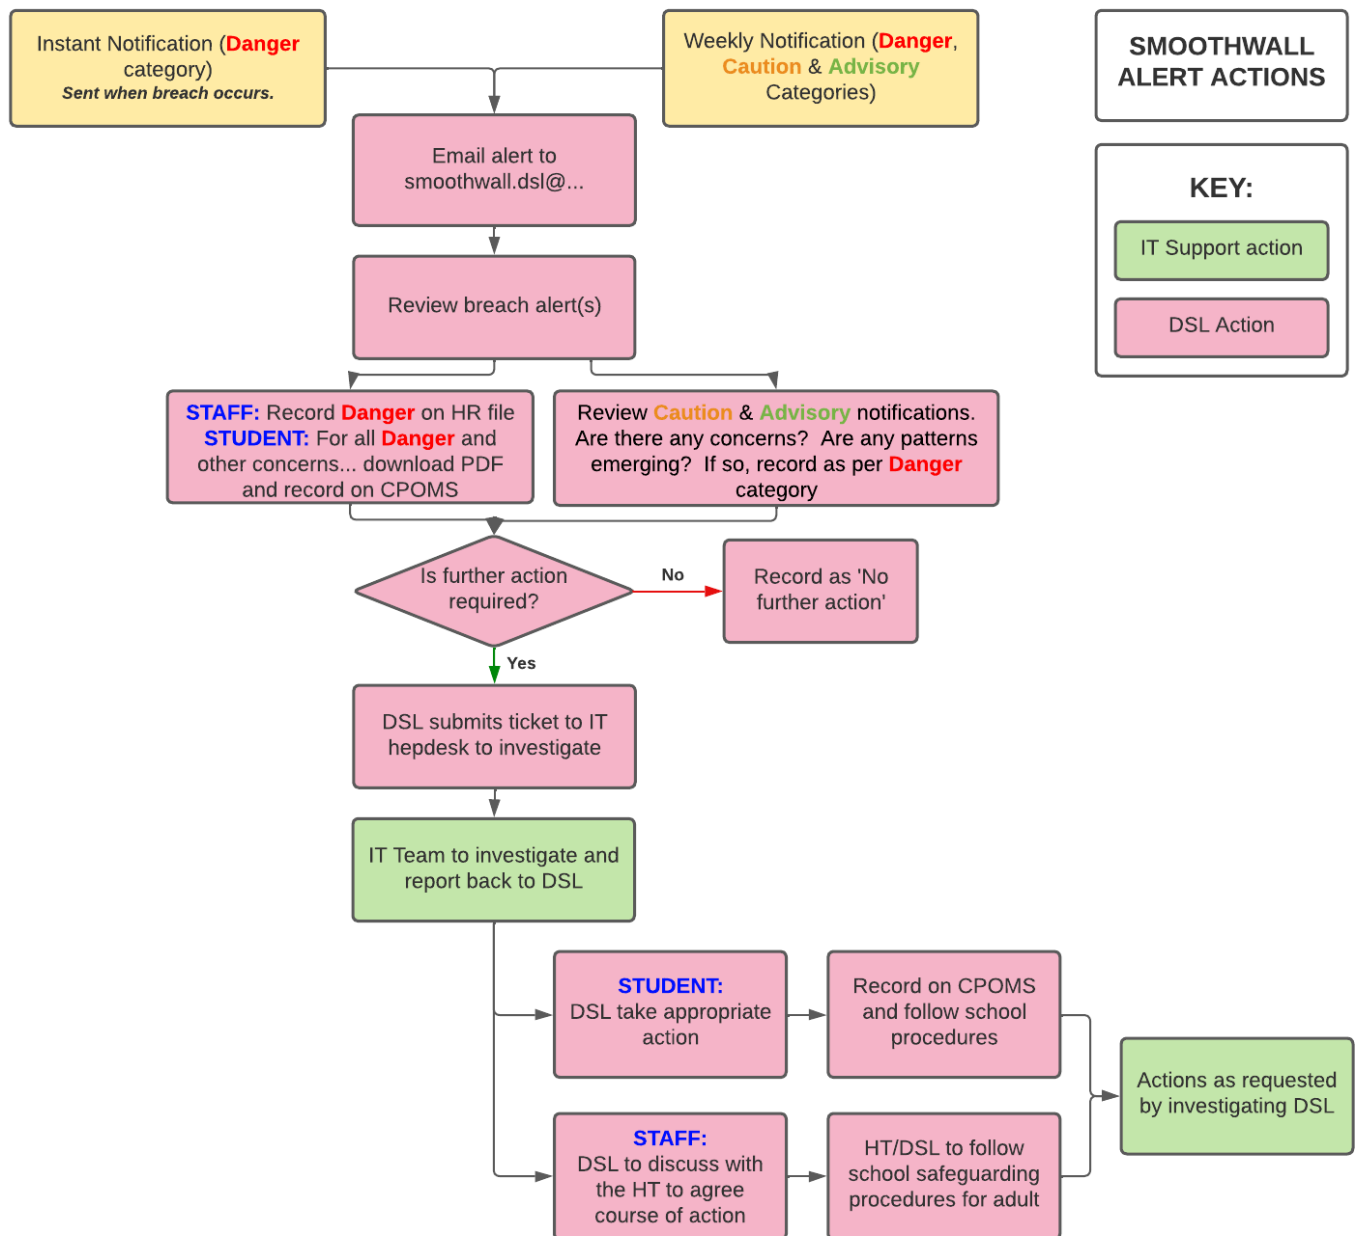 Instant Notification (Danger
category)
Sent when breach occurs.
Weekly Notification (Danger,
Caution & Advisory
Categories)
SMOOTHWALL
ALERT ACTIONS
KEY:
IT Support action
DSL Action
Email alert to
smoothwall.dsl@...
Review breach alert(s)
STAFF: Record Danger on HR file
STUDENT: For all Danger and
other concerns... download PDF
and record on CPOMS
Review Caution & Advisory notifications.
Are there any concerns? Are any patterns
emerging? If so, record as per Danger
category
Is further action
required?
No
Record as 'No
further action'
Yes
DSL submits ticket to IT
hepdesk to investigate
IT Team to investigate and
report back to DSL
STUDENT:
DSL take appropriate
action
Record on CPOMS
and follow school
procedures
STAFF:
DSL to discuss with
the HT to agree
course of action
HT/DSL to follow
school safeguarding
procedures for adult
Actions as requested
by investigating DSL